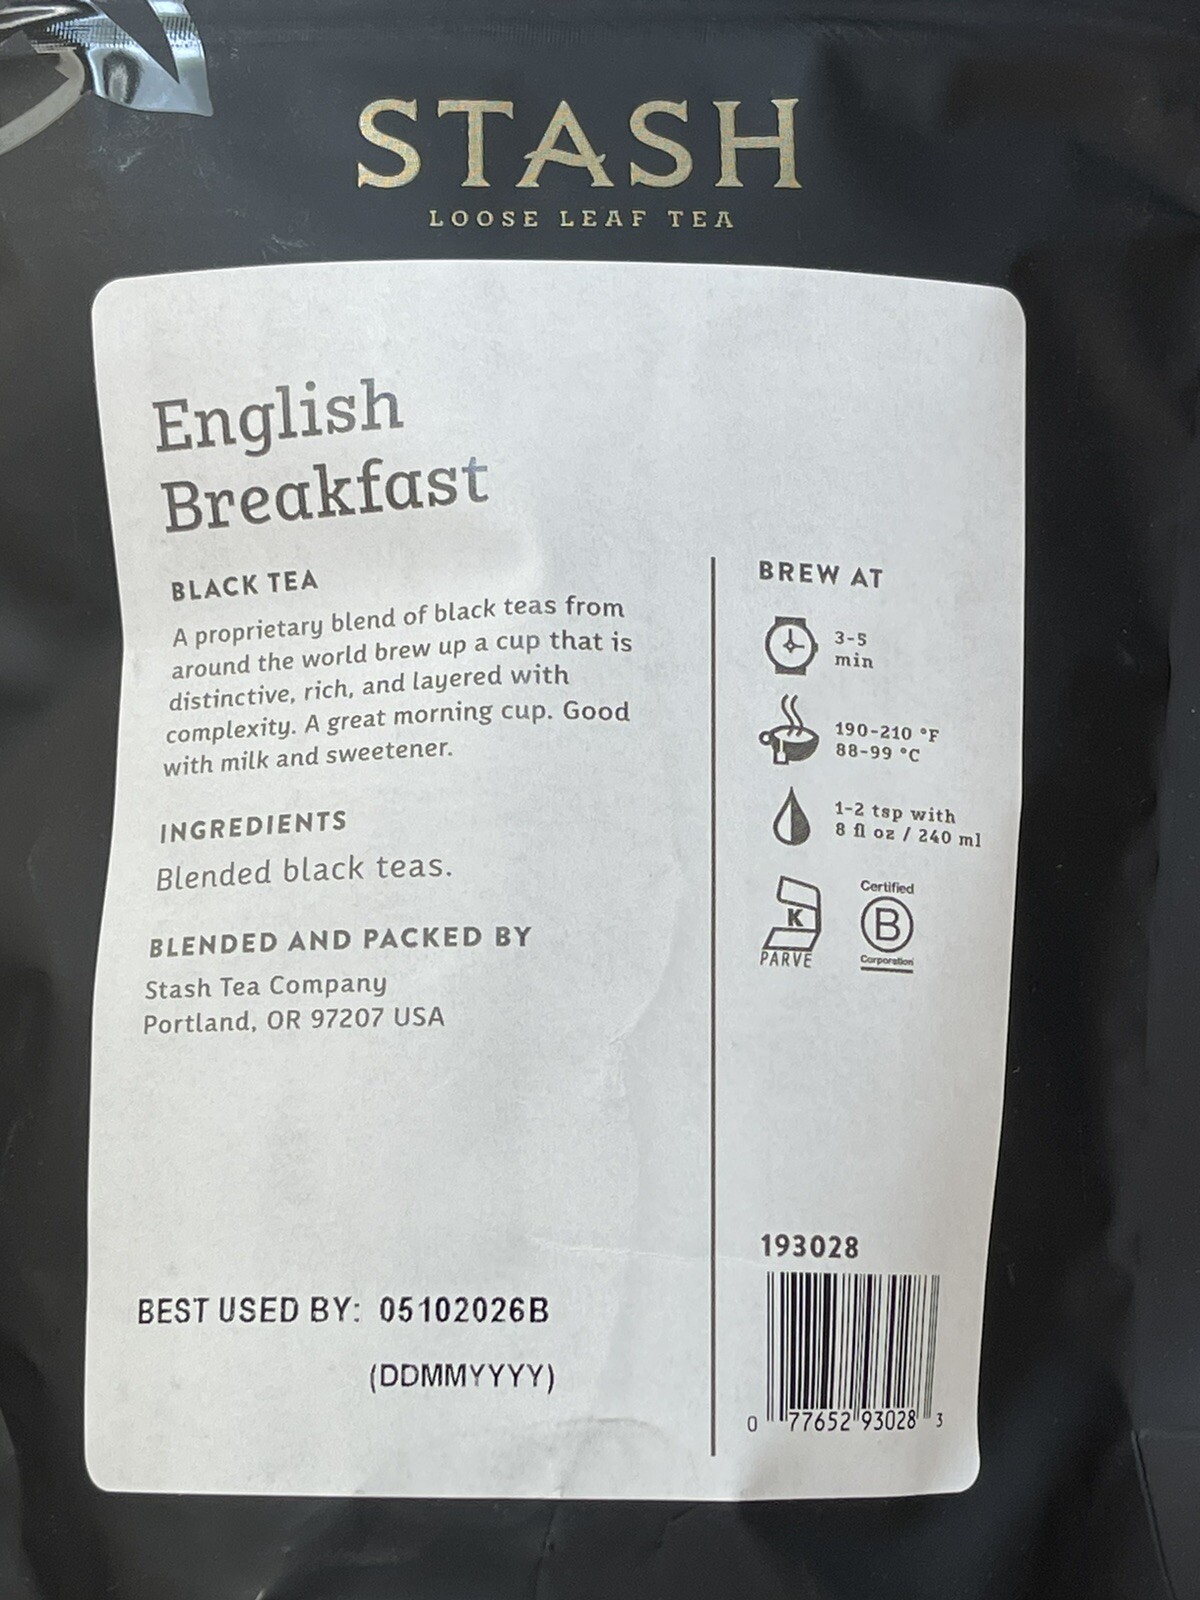 STASH
LOOSE LEAF TEA
English
Breakfast
BLACK TEA
A proprietary blend of black teas from
around the world brew up a cup that is
distinctive, rich, and layered with
complexity. A great morning cup. Good
with milk and sweetener.
INGREDIENTS
Blended black teas.
BLENDED AND PACKED BY
Stash Tea Company
Portland, OR 97207 USA
BEST USED BY: 05102026B
(DDMMYYYY)
BREW AT
3-5
min
190-210 °F
88-99 °C
1-2 tsp with
8 fl oz / 240 ml
K
PARVE
Certified
B
Corporation
193028
0 77652 93028 3